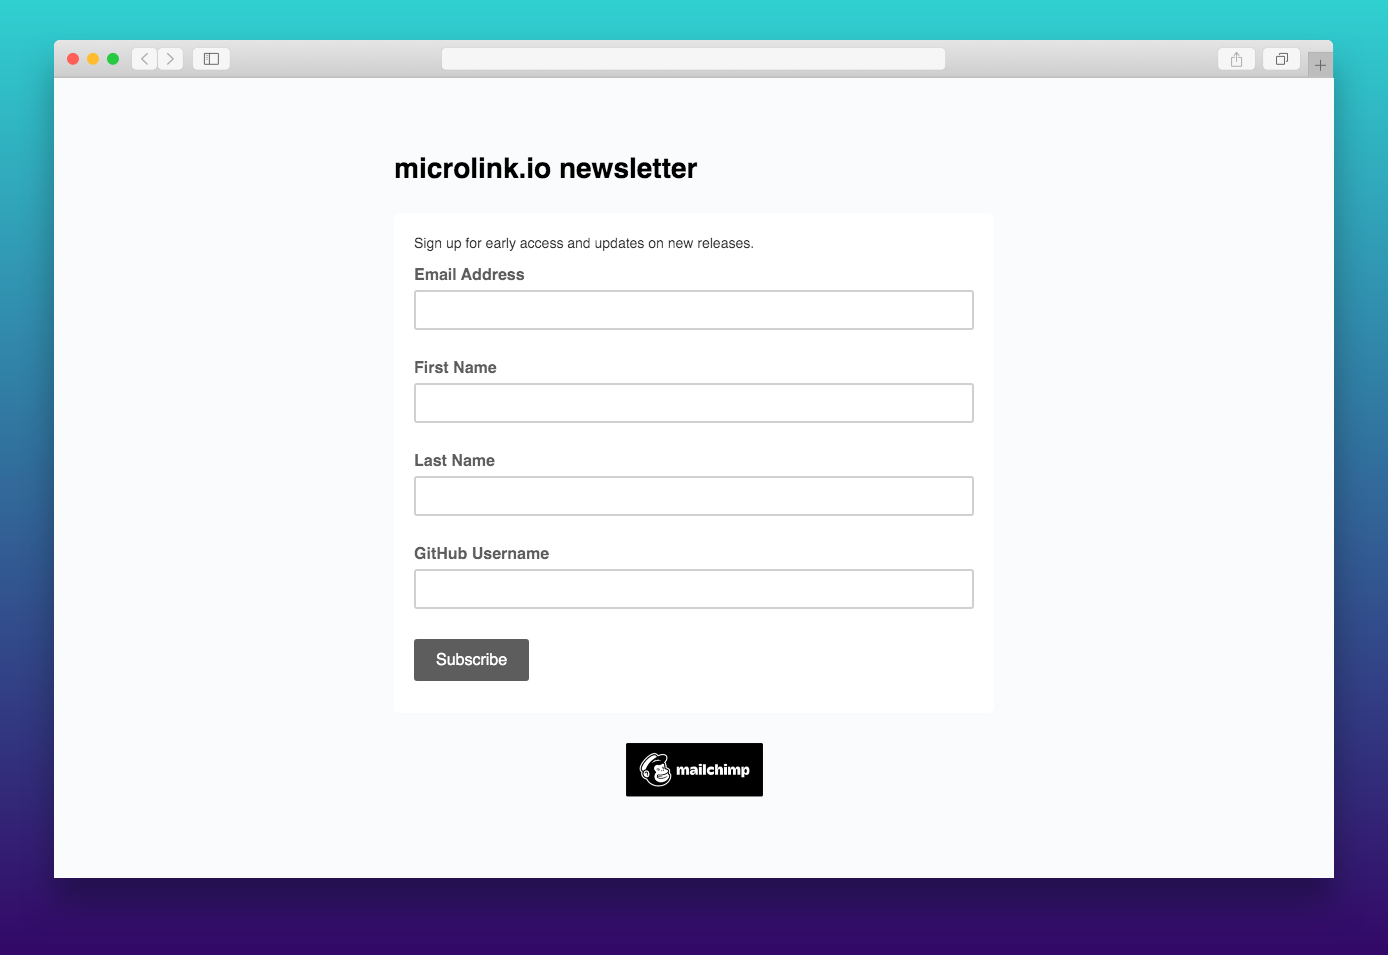 microlink.io newsletter
Sign up for early access and updates on new releases.
Email Address
First Name
Last Name
GitHub Username
Subscribe
mailchimp